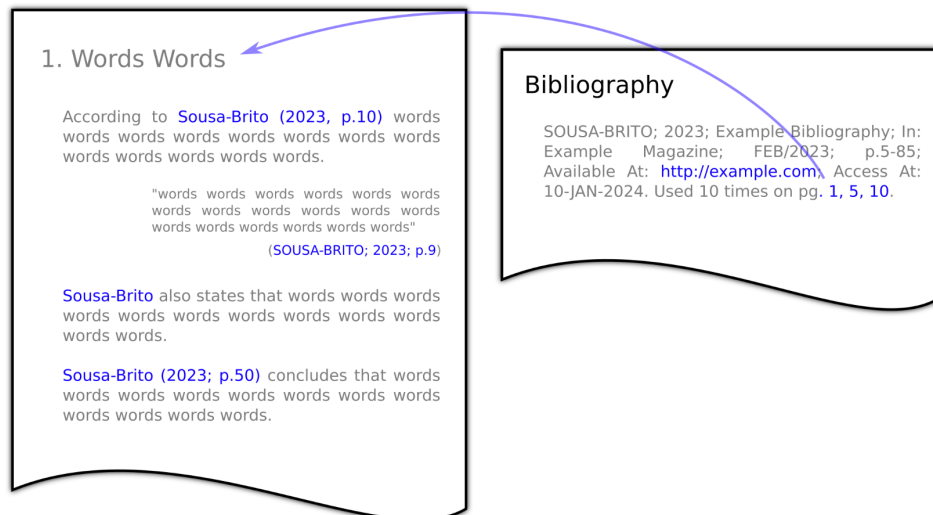 1. Words Words
According to Sousa-Brito (2023, p.10) words
words words words words words words words
words words words words words.
"words words words words words words
words words words words words words
words words words words words words"
(SOUSA-BRITO; 2023; p.9)
Sousa-Brito also states that words words words
words words words words words words words
words words.
Sousa-Brito (2023; p.50) concludes that words
words words words words words words words
words words words words.
Bibliography
SOUSA-BRITO; 2023; Example Bibliography; In:
Example Magazine; FEB/2023; p.5-85;
Available At: http://example.com. Access At:
10-JAN-2024. Used 10 times on pg. 1, 5, 10.